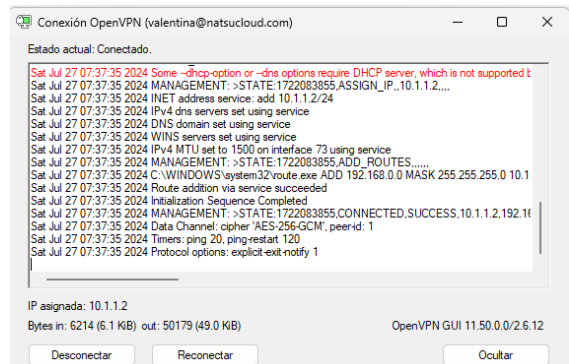 Conexión OpenVPN (valentina@natsucloud.com)
Estado actual: Conectado.
Sat Jul 27 07:37:35 2024 Some --dhcp-option or --dns options require DHCP server, which is not supported b
Sat Jul 27 07:37:35 2024 MANAGEMENT: >STATE:1722083855,ASSIGN_IP,,10.1.1.2,,,,
Sat Jul 27 07:37:35 2024 INET address service: add 10.1.1.2/24
Sat Jul 27 07:37:35 2024 IPv4 dns servers set using service
Sat Jul 27 07:37:35 2024 DNS domain set using service
Sat Jul 27 07:37:35 2024 WINS servers set using service
Sat Jul 27 07:37:35 2024 IPv4 MTU set to 1500 on interface 73 using service
Sat Jul 27 07:37:35 2024 MANAGEMENT: >STATE:1722083855,ADD_ROUTES,,,,,,
Sat Jul 27 07:37:35 2024 C:\WINDOWS\system32\route.exe ADD 192.168.0.0 MASK 255.255.255.0 10.1
Sat Jul 27 07:37:35 2024 Route addition via service succeeded
Sat Jul 27 07:37:35 2024 Initialization Sequence Completed
Sat Jul 27 07:37:35 2024 MANAGEMENT: >STATE:1722083855,CONNECTED,SUCCESS,10.1.1.2,192.16
Sat Jul 27 07:37:35 2024 Data Channel: cipher 'AES-256-GCM', peer-id: 1
Sat Jul 27 07:37:35 2024 Timers: ping 20, ping-restart 120
Sat Jul 27 07:37:35 2024 Protocol options: explicit-exit-notify 1
IP asignada: 10.1.1.2
Bytes in: 6214 (6.1 KiB) out: 50179 (49.0 KiB) OpenVPN GUI 11.50.0.0/2.6.12
Desconectar Reconectar Ocultar